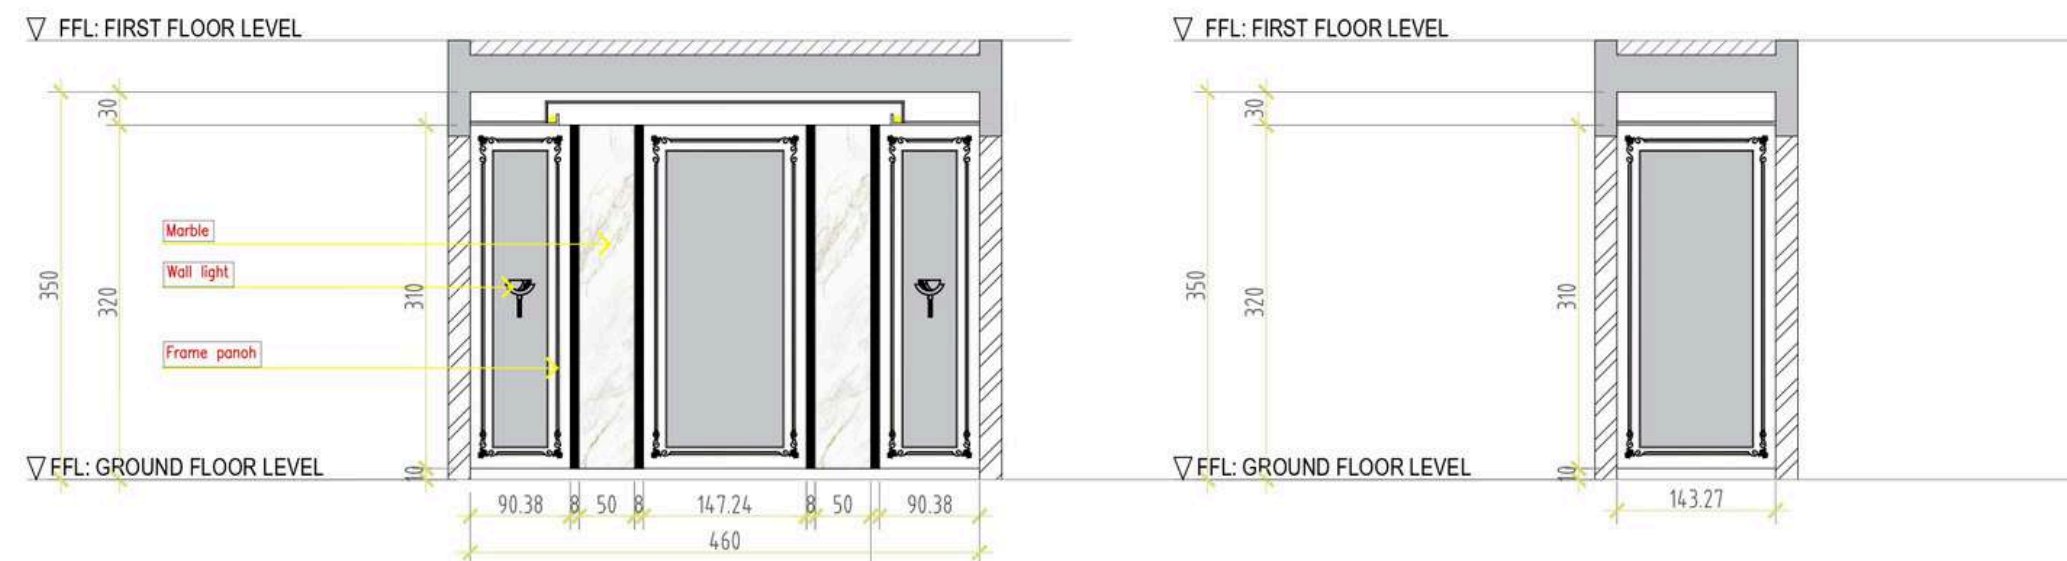 FFL: FIRST FLOOR LEVEL
30
350
320
310
10
Marble
Wall light
Frame panoh
FFL: GROUND FLOOR LEVEL
90.38 8 50 8 147.24 8 50 90.38
460
FFL: FIRST FLOOR LEVEL
30
350
320
310
10
FFL: GROUND FLOOR LEVEL
143.27